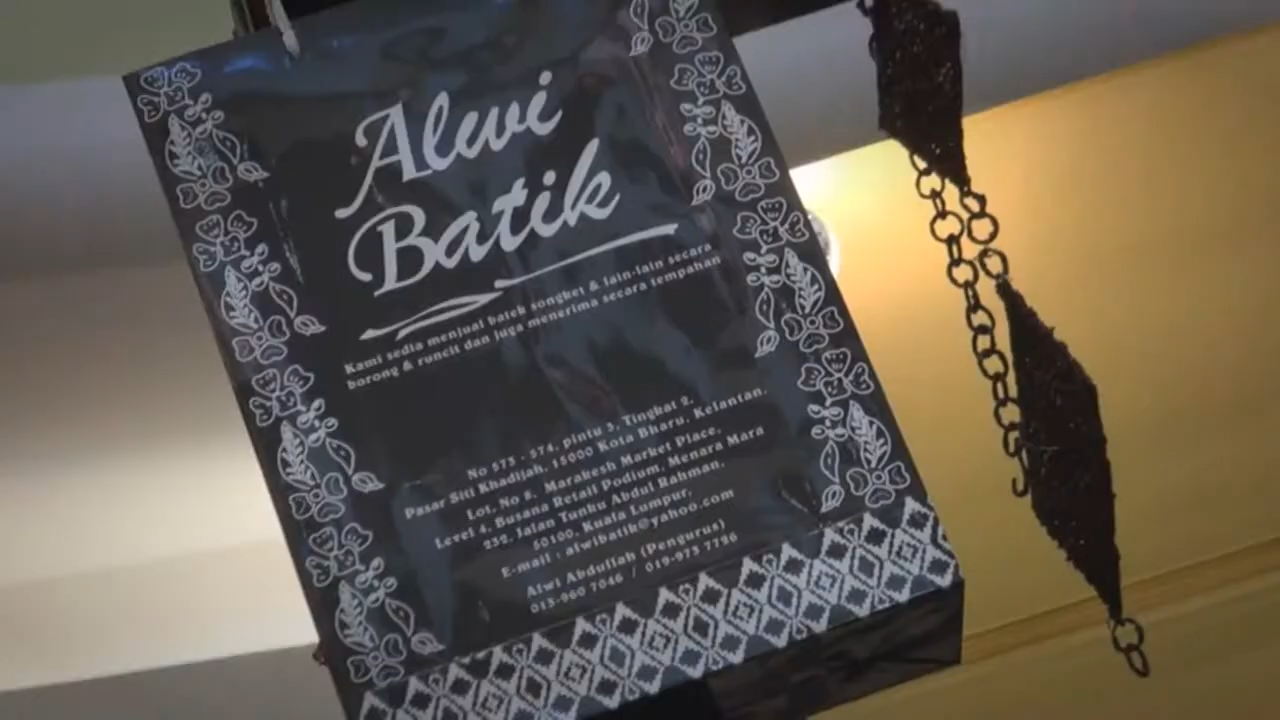 Alwi
Batik
Kami sedia menjual batek songket & lain-lain secara
borong & runcit dan juga menerima secara tempahan
No 573 - 574, pintu 3, Tingkat 2,
Pasar Siti Khadijah, 15000 Kota Bharu, Kelantan.
Lot, No 8, Marakesh Market Place,
Level 4, Busana Retail Podium, Menara Mara
232, Jalan Tunku Abdul Rahman,
50100, Kuala Lumpur,
E-mail : alwibatik@yahoo.com
Alwi Abdullah (Pengurus)
013-960 7046 / 019-973 7796